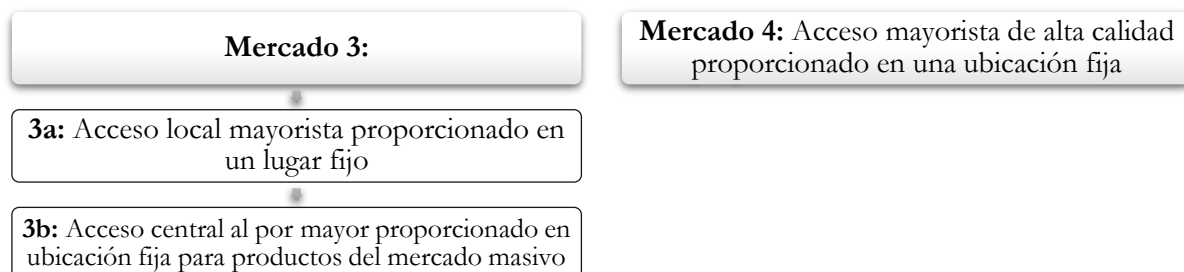 Mercado 3:
3a: Acceso local mayorista proporcionado en
un lugar fijo
3b: Acceso central al por mayor proporcionado en
ubicación fija para productos del mercado masivo
Mercado 4: Acceso mayorista de alta calidad
proporcionado en una ubicación fija